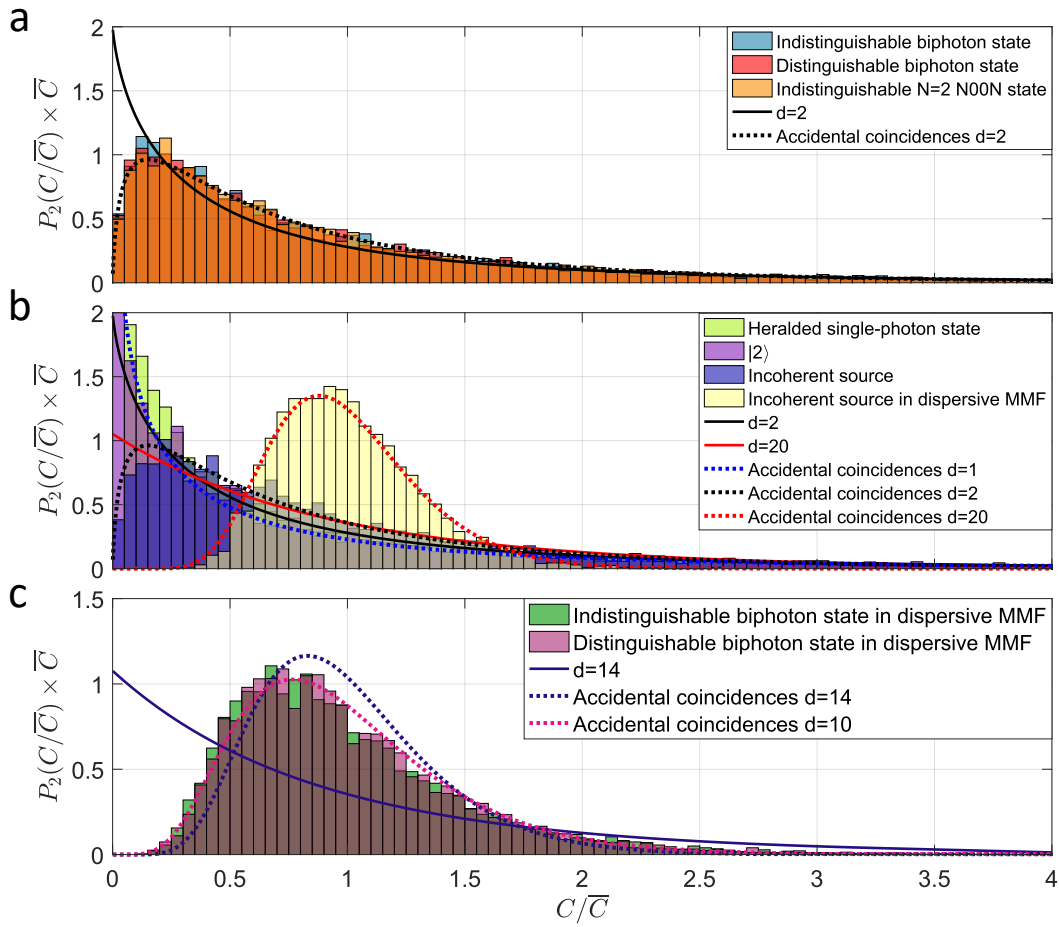 a
P₂(C/C̅) × C̅
2
1.5
1
0.5
0
Indistinguishable biphoton state
Distinguishable biphoton state
Indistinguishable N=2 N00N state
d=2
Accidental coincidences d=2
b
P₂(C/C̅) × C̅
2
1.5
1
0.5
0
Heralded single-photon state
|2⟩
Incoherent source
Incoherent source in dispersive MMF
d=2
d=20
Accidental coincidences d=1
Accidental coincidences d=2
Accidental coincidences d=20
c
P₂(C/C̅) × C̅
1.5
1
0.5
0
Indistinguishable biphoton state in dispersive MMF
Distinguishable biphoton state in dispersive MMF
d=14
Accidental coincidences d=14
Accidental coincidences d=10
0 0.5 1 1.5 2 2.5 3 3.5 4
C/C̅